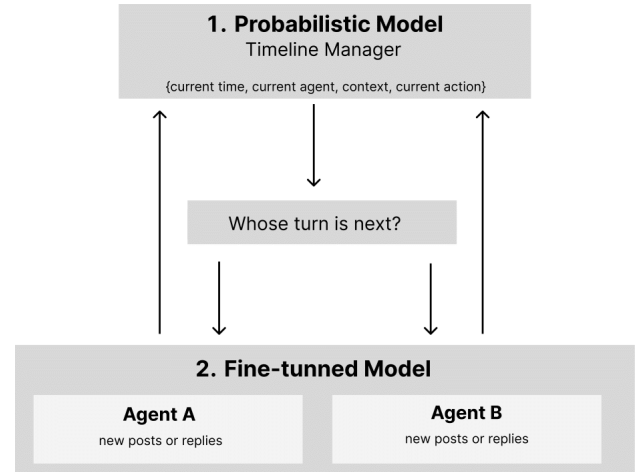 1. Probabilistic Model
Timeline Manager
{current time, current agent, context, current action}
Whose turn is next?
2. Fine-tunned Model
Agent A
new posts or replies
Agent B
new posts or replies